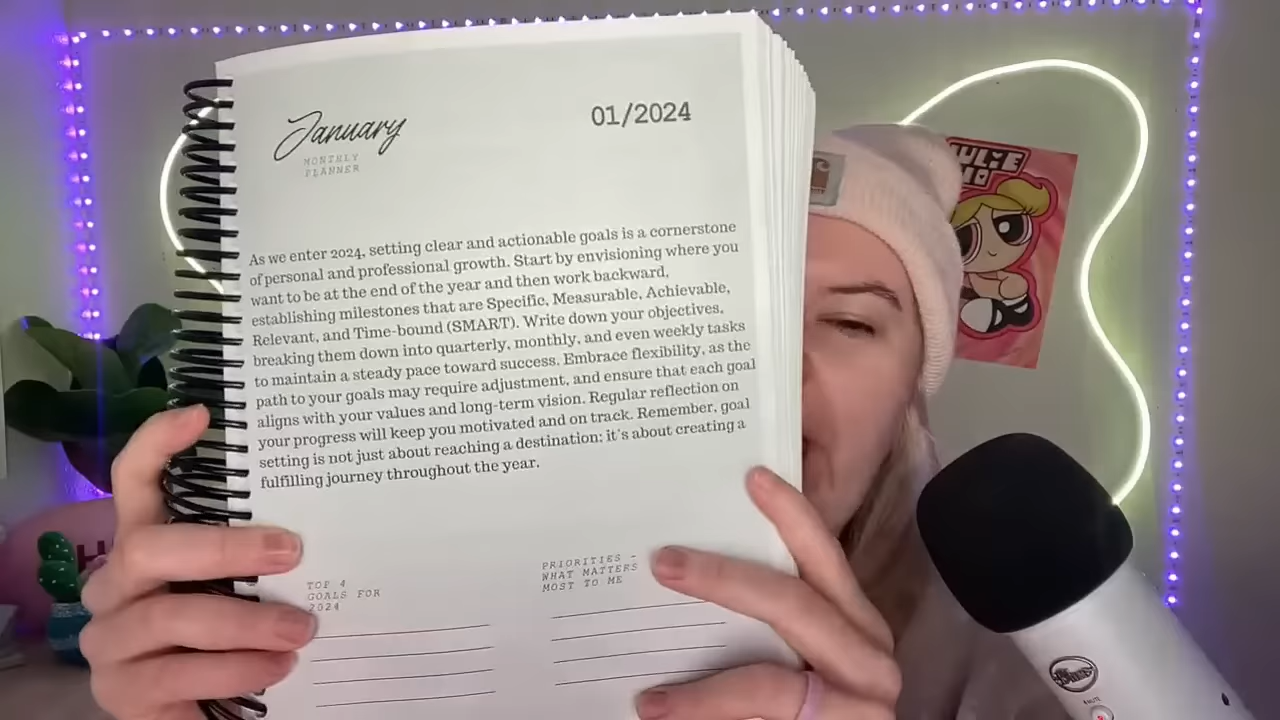 January
MONTHLY
PLANNER
01/2024
As we enter 2024, setting clear and actionable goals is a cornerstone
of personal and professional growth. Start by envisioning where you
want to be at the end of the year and then work backward,
establishing milestones that are Specific, Measurable, Achievable,
Relevant, and Time-bound (SMART). Write down your objectives,
breaking them down into quarterly, monthly, and even weekly tasks
to maintain a steady pace toward success. Embrace flexibility, as the
path to your goals may require adjustment, and ensure that each goal
aligns with your values and long-term vision. Regular reflection on
your progress will keep you motivated and on track. Remember, goal
setting is not just about reaching a destination: it's about creating a
fulfilling journey throughout the year.
TOP 4
GOALS FOR
2024
PRIORITIES -
WHAT MATTERS
MOST TO ME
MUTE